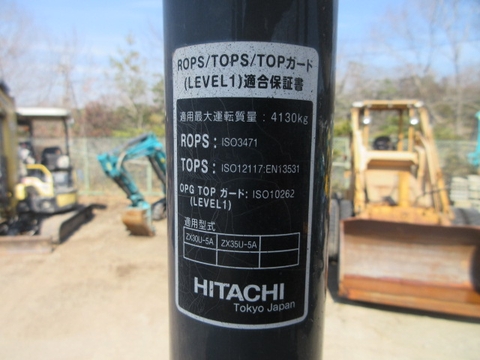 ROPS/TOPS/TOPガード
(LEVEL1)適合保証書
適用最大運転質量：4130kg
ROPS：ISO3471
TOPS：ISO12117:EN13531
OPG TOP ガード：ISO10262
(LEVEL1)
適用型式
ZX30U-5A ZX35U-5A
HITACHI
Tokyo Japan